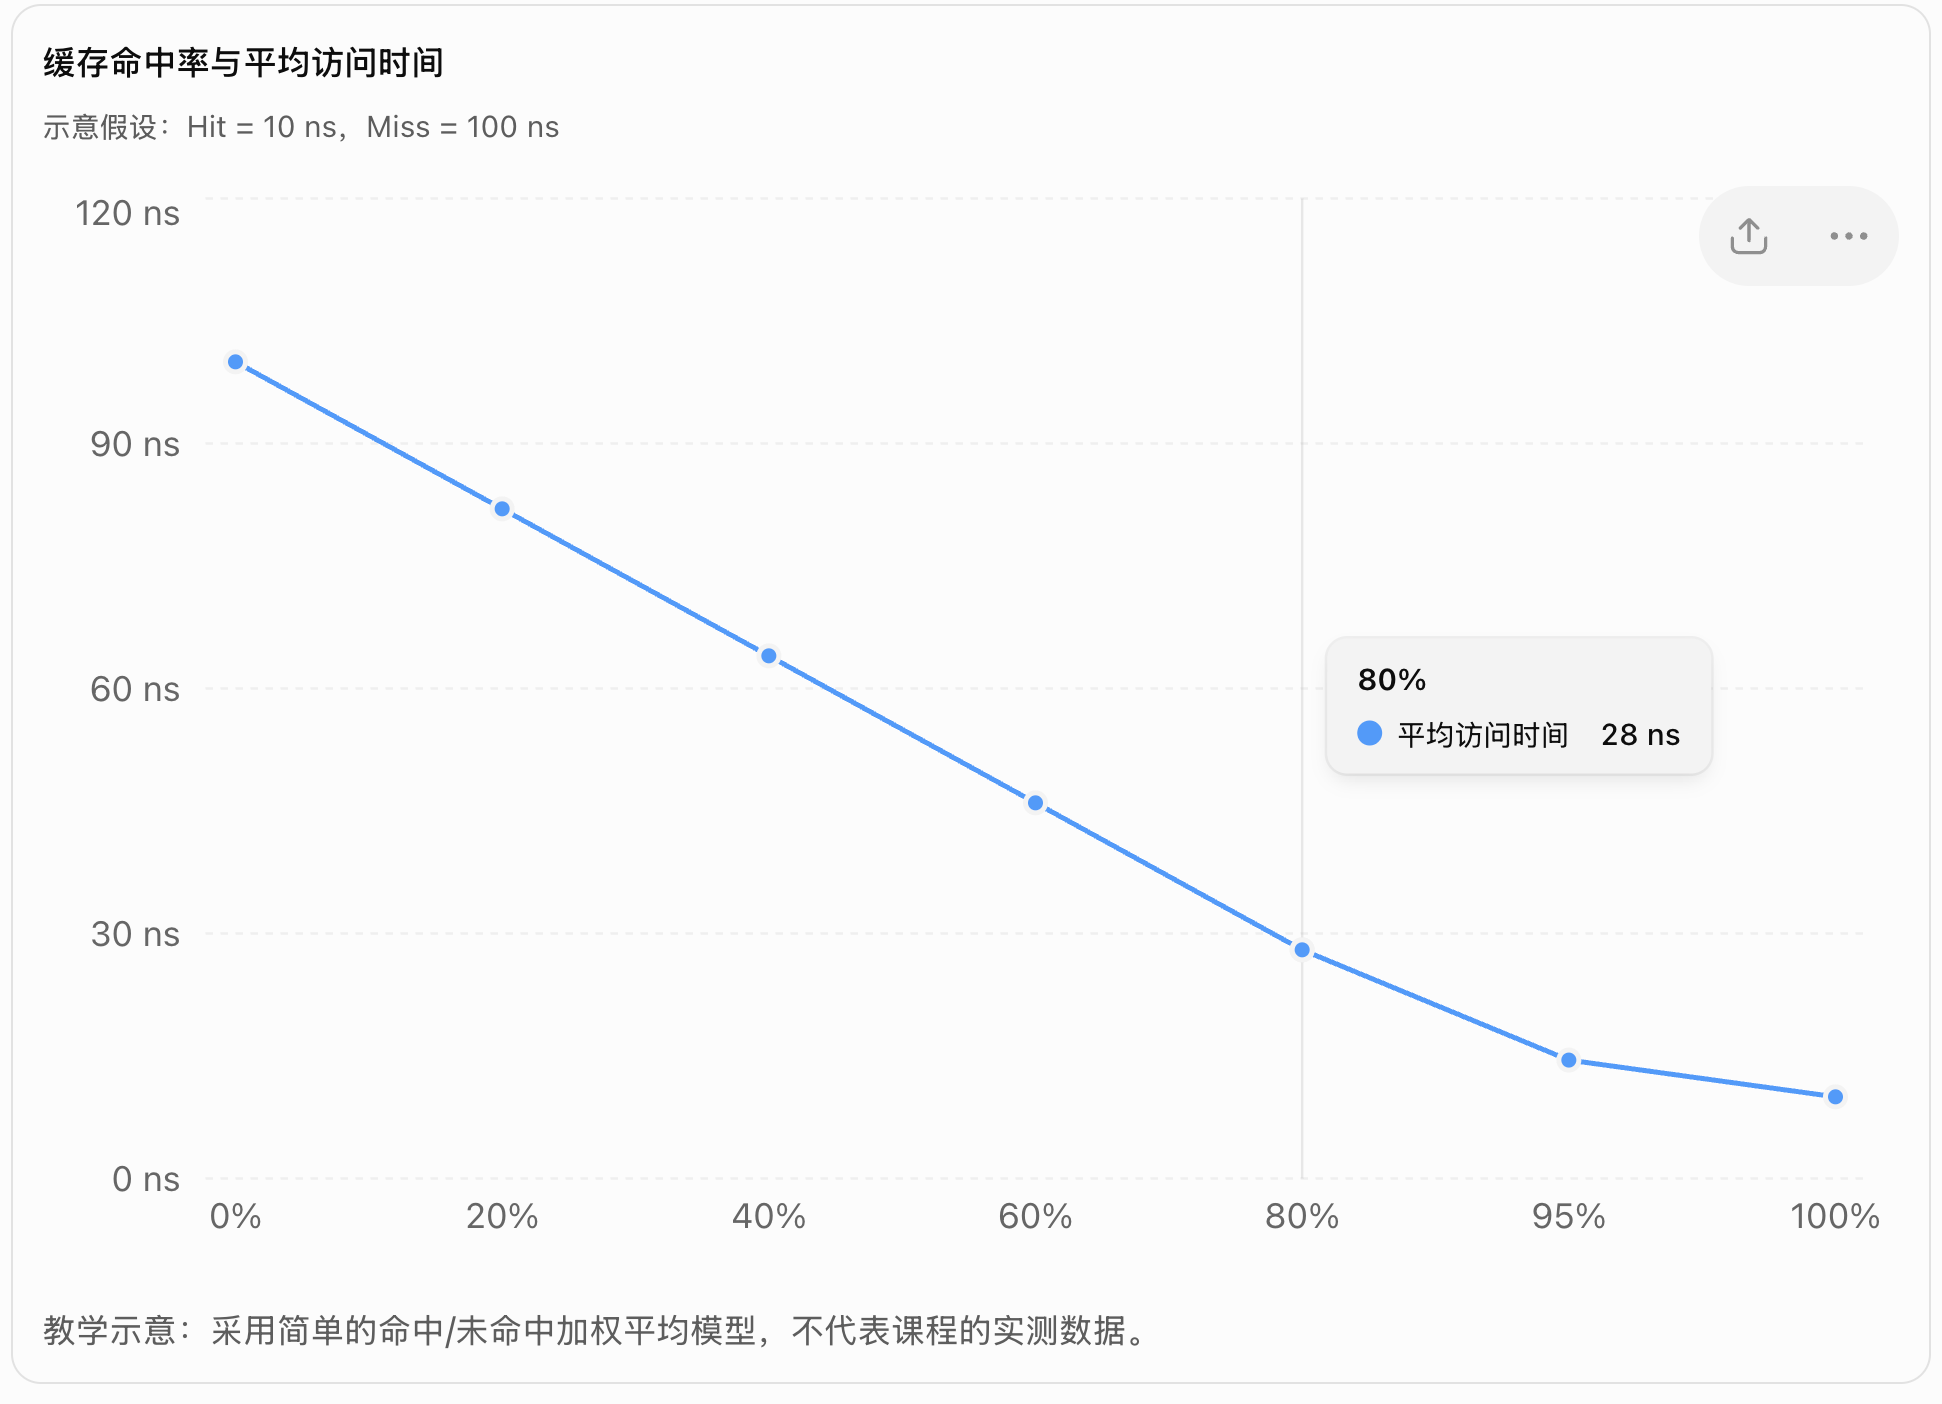 缓存命中率与平均访问时间
示意假设：Hit = 10 ns，Miss = 100 ns
120 ns
90 ns
60 ns
30 ns
0 ns
80%
平均访问时间 28 ns
0% 20% 40% 60% 80% 95% 100%
教学示意：采用简单的命中/未命中加权平均模型，不代表课程的实测数据。